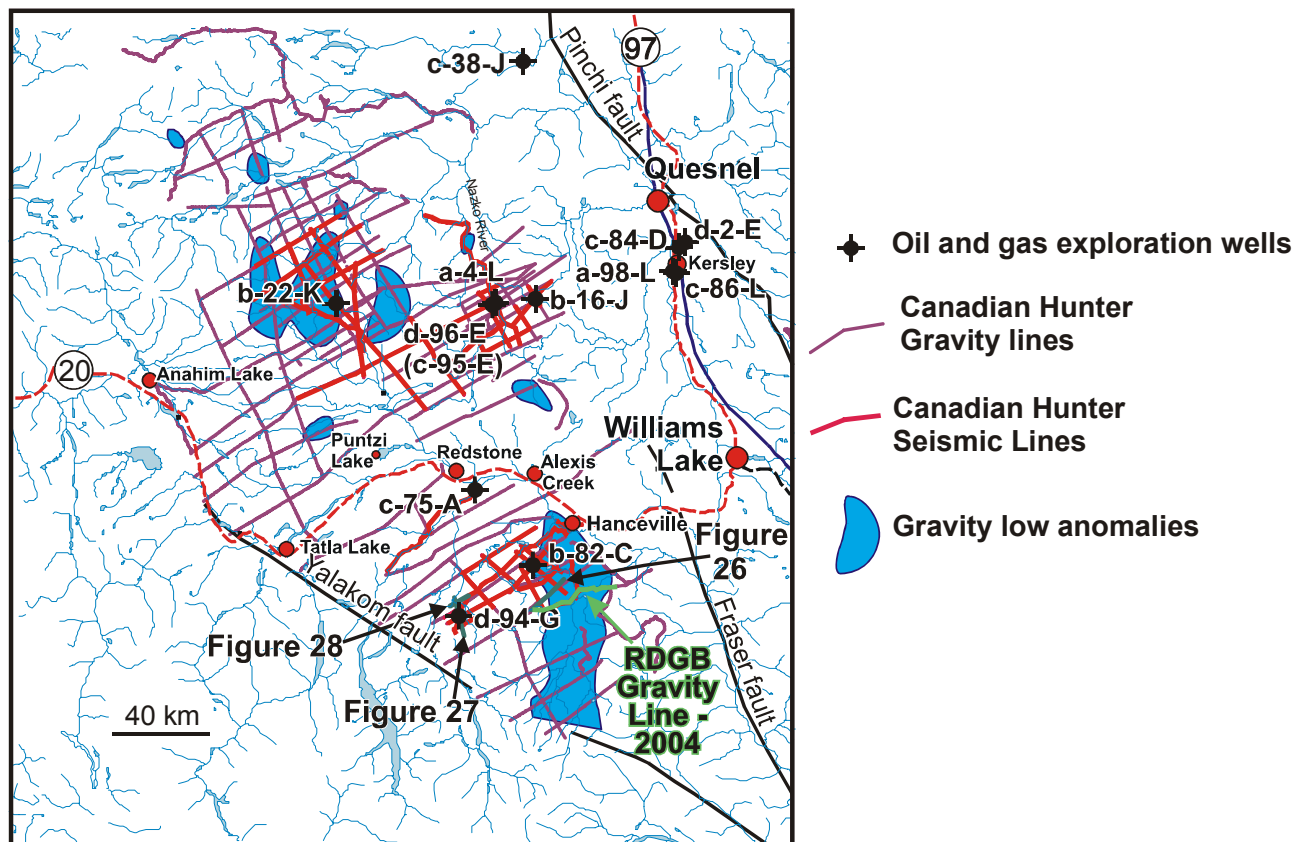 c-38-J
Pinchi fault
97
Quesnel
Nazko River
c-84-D
d-2-E
Kersley
a-98-L
c-86-L
a-4-L
b-22-K
b-16-J
d-96-E
(c-95-E)
20
Anahim Lake
Williams
Lake
Puntzi
Lake
Redstone
Alexis
Creek
c-75-A
Hanceville
Tatla Lake
Figure
26
b-82-C
Yalakom fault
d-94-G
Figure 28
Fraser fault
RDGB
Gravity
Line -
2004
Figure 27
40 km
Oil and gas exploration wells
Canadian Hunter
Gravity lines
Canadian Hunter
Seismic Lines
Gravity low anomalies